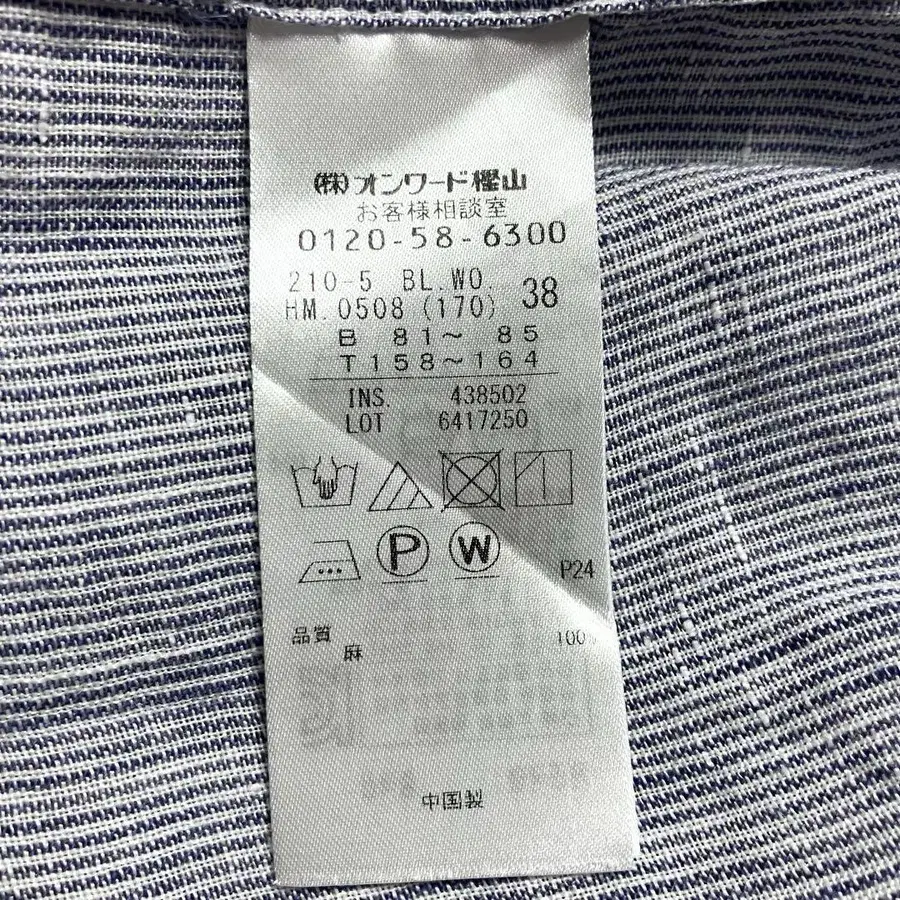 (株)オンワード樫山
お客様相談室
0120-58-6300
210-5 BL.WO.
HM.0508 (170) 38
B 81～ 85
T158～164
INS 438502
LOT 6417250
P W P24
品質
麻 100
中国製